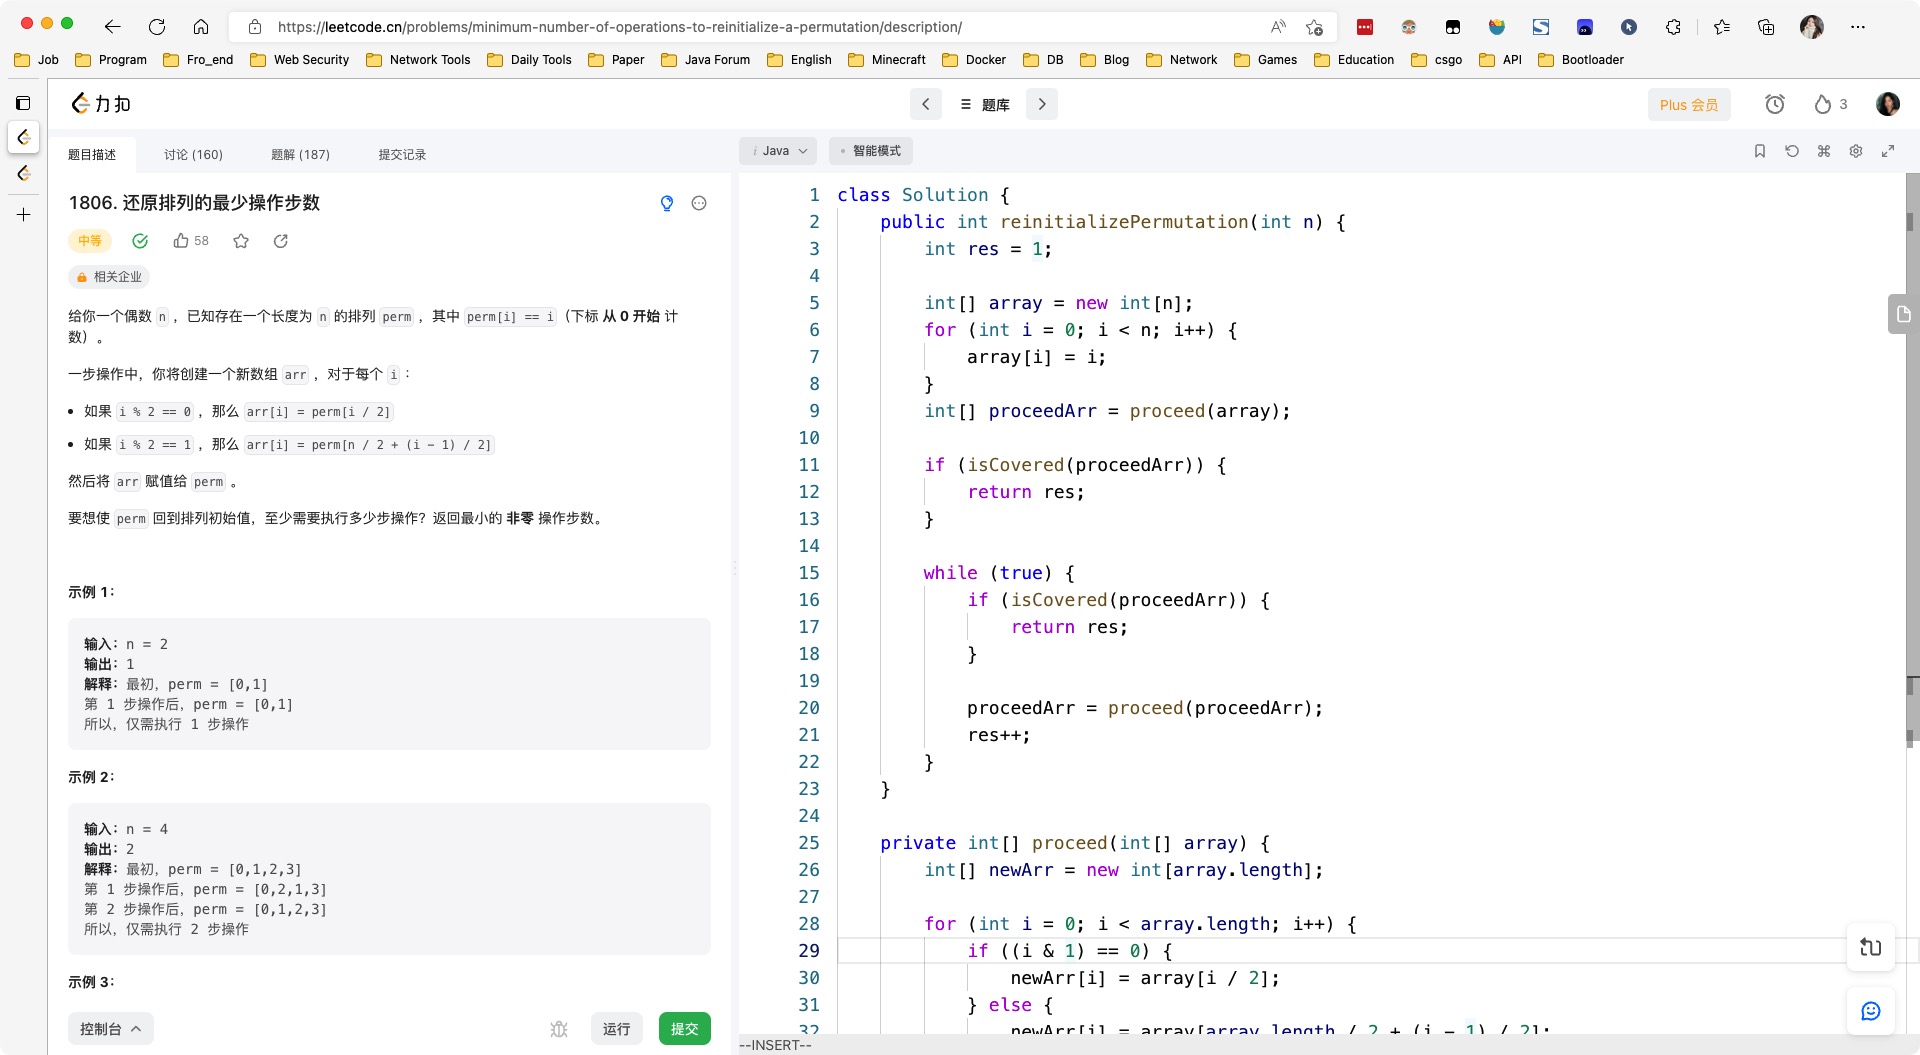 https://leetcode.cn/problems/minimum-number-of-operations-to-reinitialize-a-permutation/description/
Job Program Fro_end Web Security Network Tools Daily Tools Paper Java Forum English Minecraft Docker DB Blog Network Games Education csgo API Bootloader
力扣 题库 Plus 会员 3
题目描述 讨论 (160) 题解 (187) 提交记录
1806. 还原排列的最少操作步数
中等 58
相关企业
给你一个偶数 n ，已知存在一个长度为 n 的排列 perm ，其中 perm[i] == i（下标 从 0 开始 计
数）。
一步操作中，你将创建一个新数组 arr ，对于每个 i ：
• 如果 i % 2 == 0 ，那么 arr[i] = perm[i / 2]
• 如果 i % 2 == 1 ，那么 arr[i] = perm[n / 2 + (i - 1) / 2]
然后将 arr 赋值给 perm 。
要想使 perm 回到排列初始值，至少需要执行多少步操作？返回最小的 非零 操作步数。
示例 1：
输入：n = 2
输出：1
解释：最初，perm = [0,1]
第 1 步操作后，perm = [0,1]
所以，仅需执行 1 步操作
示例 2：
输入：n = 4
输出：2
解释：最初，perm = [0,1,2,3]
第 1 步操作后，perm = [0,2,1,3]
第 2 步操作后，perm = [0,1,2,3]
所以，仅需执行 2 步操作
示例 3：
控制台 运行 提交
i Java 智能模式
1 class Solution {
2 public int reinitializePermutation(int n) {
3 int res = 1;
4
5 int[] array = new int[n];
6 for (int i = 0; i < n; i++) {
7 array[i] = i;
8 }
9 int[] proceedArr = proceed(array);
10
11 if (isCovered(proceedArr)) {
12 return res;
13 }
14
15 while (true) {
16 if (isCovered(proceedArr)) {
17 return res;
18 }
19
20 proceedArr = proceed(proceedArr);
21 res++;
22 }
23 }
24
25 private int[] proceed(int[] array) {
26 int[] newArr = new int[array.length];
27
28 for (int i = 0; i < array.length; i++) {
29 if ((i & 1) == 0) {
30 newArr[i] = array[i / 2];
31 } else {
32 newArr[i] = array[array.length / 2 + (i - 1) / 2];
--INSERT--